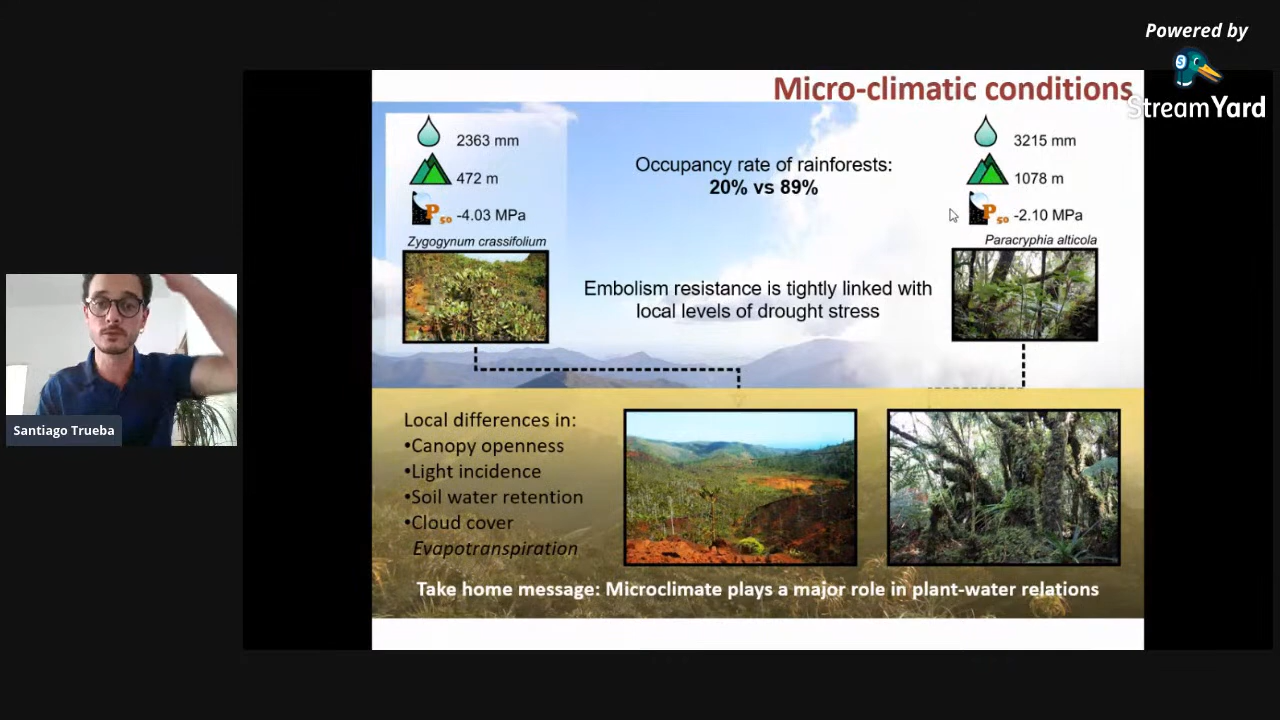 Powered by
StreamYard
Micro-climatic conditions
2363 mm
472 m
P50 -4.03 MPa
Zygogynum crassifolium
Occupancy rate of rainforests:
20% vs 89%
3215 mm
1078 m
P50 -2.10 MPa
Paracryphia alticola
Embolism resistance is tightly linked with
local levels of drought stress
Santiago Trueba
Local differences in:
•Canopy openness
•Light incidence
•Soil water retention
•Cloud cover
Evapotranspiration
Take home message: Microclimate plays a major role in plant-water relations